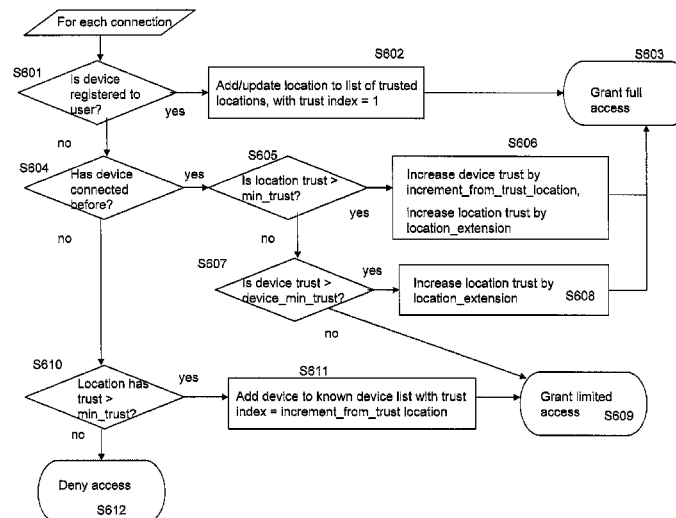 For each connection
S601
Is device
registered to
user?
yes
no
S602
Add/update location to list of trusted
locations, with trust index = 1
S603
Grant full
access
S604
Has device
connected
before?
yes
no
S605
Is location trust >
min_trust?
yes
no
S606
Increase device trust by
increment_from_trust_location,
increase location trust by
location_extension
S607
Is device trust >
device_min_trust?
yes
no
Increase location trust by
location_extension
S608
S610
Location has
trust >
min_trust?
yes
no
S611
Add device to known device list with trust
index = increment_from_trust location
Grant limited
access
S609
Deny access
S612